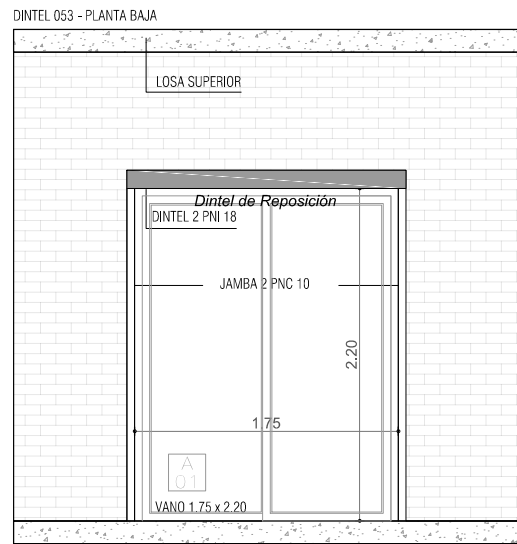 DINTEL 053 - PLANTA BAJA
LOSA SUPERIOR
Dintel de Reposición
DINTEL 2 PNI 18
JAMBA 2 PNC 10
2.20
1.75
A
01
VANO 1.75 x 2.20